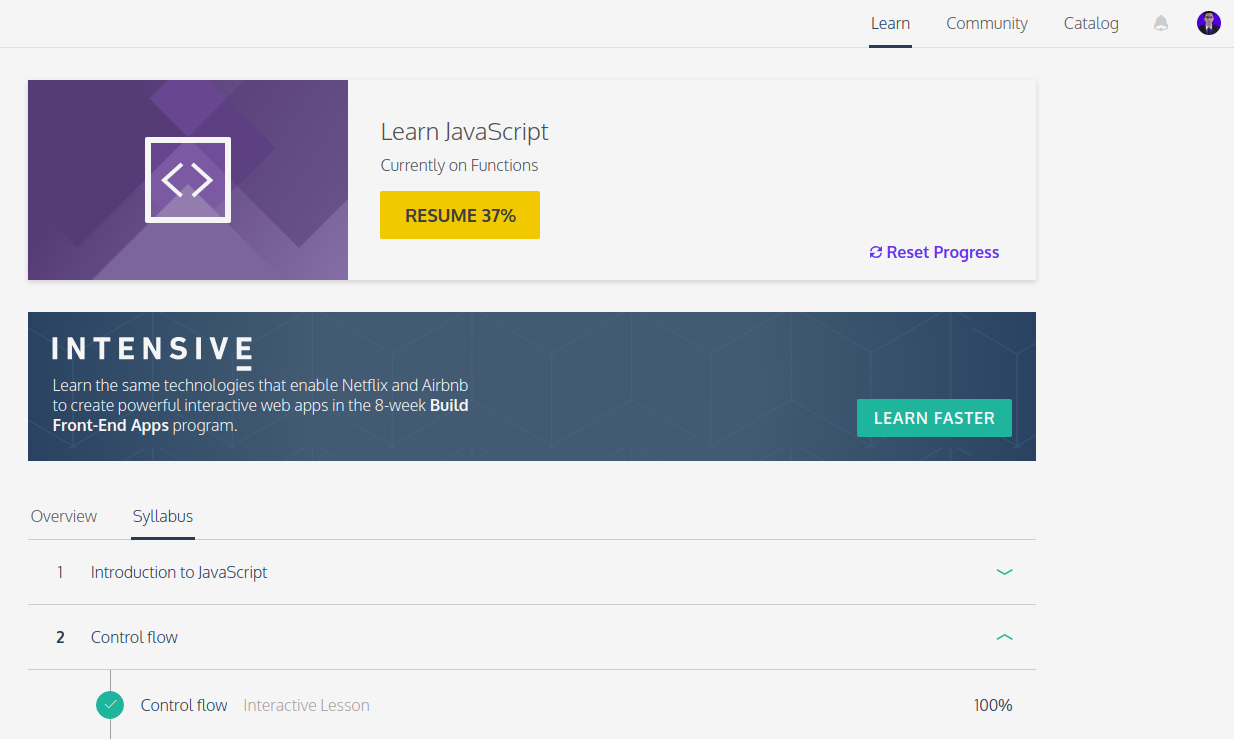 Learn Community Catalog
Learn JavaScript
Currently on Functions
RESUME 37%
Reset Progress
INTENSIVE
Learn the same technologies that enable Netflix and Airbnb
to create powerful interactive web apps in the 8-week Build
Front-End Apps program.
LEARN FASTER
Overview Syllabus
1 Introduction to JavaScript
2 Control flow
Control flow Interactive Lesson 100%